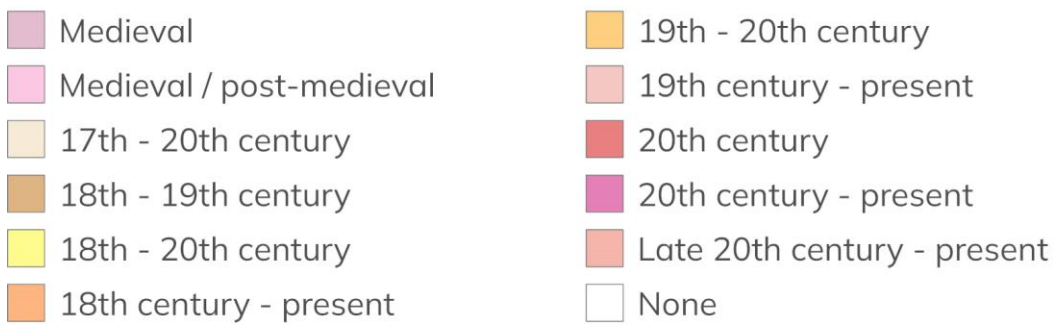 Medieval
Medieval / post-medieval
17th - 20th century
18th - 19th century
18th - 20th century
18th century - present
19th - 20th century
19th century - present
20th century
20th century - present
Late 20th century - present
None